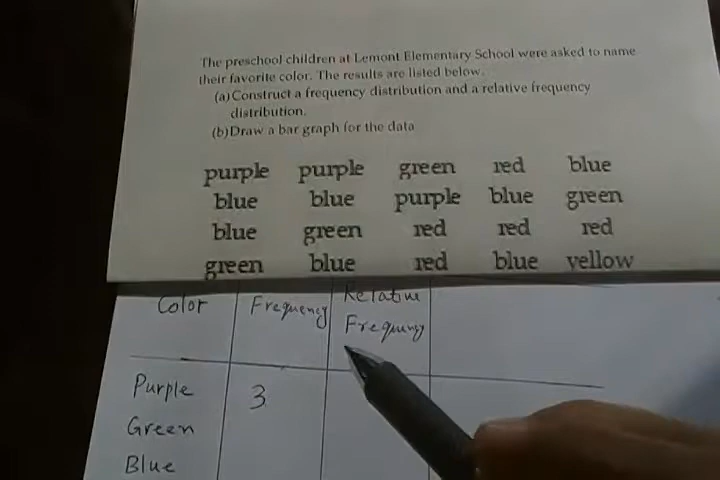 The preschool children at Lemont Elementary School were asked to name
their favorite color. The results are listed below.
(a) Construct a frequency distribution and a relative frequency
distribution.
(b) Draw a bar graph for the data
purple purple green red blue
blue blue purple blue green
blue green red red red
green blue red blue yellow
Color Frequency Relative
Frequency
Purple 3
Green
Blue